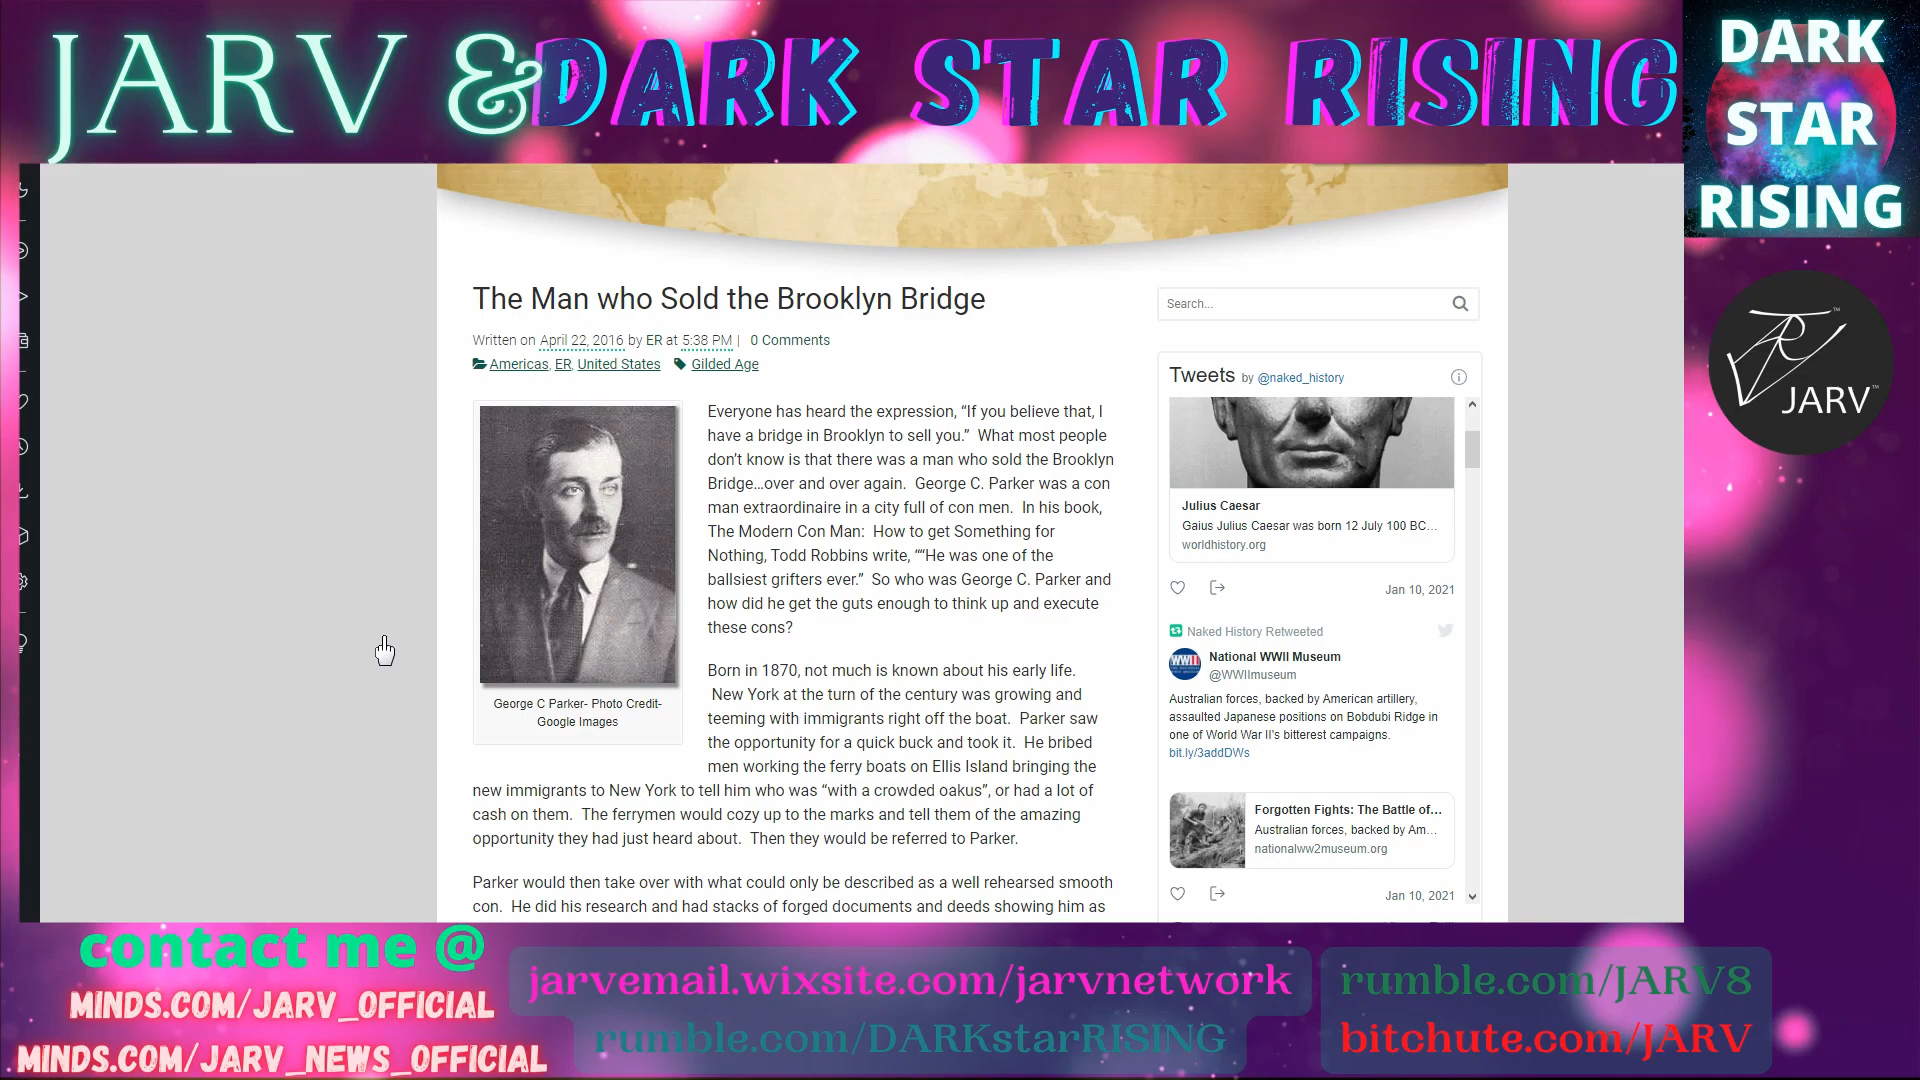 JARV & DARK STAR RISING
DARK
STAR
RISING
JARV™
The Man who Sold the Brooklyn Bridge
Written on April 22, 2016 by ER at 5:38 PM | 0 Comments
Americas, ER, United States Gilded Age
Everyone has heard the expression, “If you believe that, I
have a bridge in Brooklyn to sell you.”  What most people
don’t know is that there was a man who sold the Brooklyn
Bridge…over and over again.  George C. Parker was a con
man extraordinaire in a city full of con men.  In his book,
The Modern Con Man:  How to get Something for
Nothing, Todd Robbins write, ““He was one of the
ballsiest grifters ever.”  So who was George C. Parker and
how did he get the guts enough to think up and execute
these cons?
George C Parker- Photo Credit-
Google Images
Born in 1870, not much is known about his early life.
New York at the turn of the century was growing and
teeming with immigrants right off the boat.  Parker saw
the opportunity for a quick buck and took it.  He bribed
men working the ferry boats on Ellis Island bringing the
new immigrants to New York to tell him who was “with a crowded oakus”, or had a lot of
cash on them.  The ferrymen would cozy up to the marks and tell them of the amazing
opportunity they had just heard about.  Then they would be referred to Parker.
Parker would then take over with what could only be described as a well rehearsed smooth
con.  He did his research and had stacks of forged documents and deeds showing him as
Search...
Tweets by @naked_history
Julius Caesar
Gaius Julius Caesar was born 12 July 100 BC…
worldhistory.org
Jan 10, 2021
Naked History Retweeted
National WWII Museum
@WWIImuseum
Australian forces, backed by American artillery,
assaulted Japanese positions on Bobdubi Ridge in
one of World War II's bitterest campaigns.
bit.ly/3addDWs
Forgotten Fights: The Battle of…
Australian forces, backed by Am…
nationalww2museum.org
Jan 10, 2021
contact me @
MINDS.COM/JARV_OFFICIAL
MINDS.COM/JARV_NEWS_OFFICIAL
jarvemail.wixsite.com/jarvnetwork
rumble.com/DARKstarRISING
rumble.com/JARV8
bitchute.com/JARV